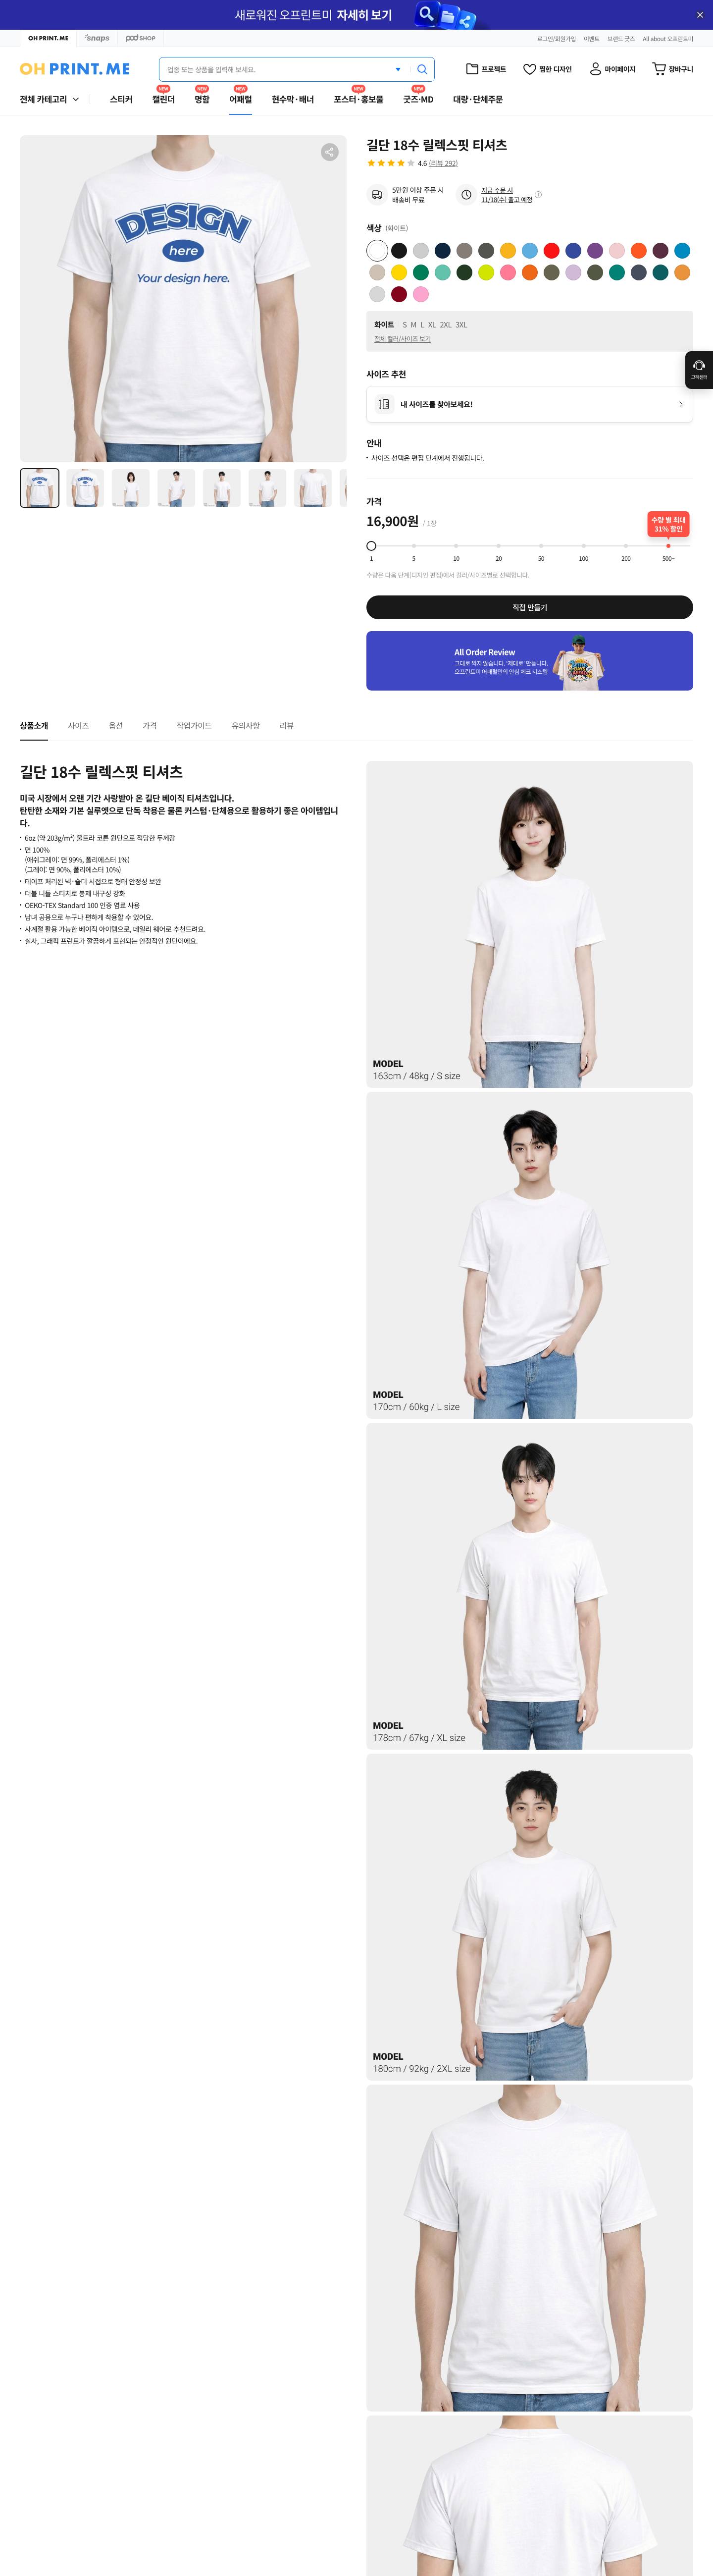 새로워진 오프린트미 자세히 보기
OH PRINT.ME snaps pod SHOP
로그인/회원가입 이벤트 브랜드 굿즈 All about 오프린트미
OH PRINT.ME
업종 또는 상품을 입력해 보세요.
프로젝트 찜한 디자인 마이페이지 장바구니
NEW NEW NEW NEW NEW
전체 카테고리 스티커 캘린더 명함 어패럴 현수막·배너 포스터·홍보물 굿즈·MD 대량·단체주문
DESIGN
here
Your design here.
길단 18수 릴렉스핏 티셔츠
4.6 (리뷰 292)
5만원 이상 주문 시
배송비 무료
지금 주문 시
11/18(수) 출고 예정
색상 (화이트)
화이트 S M L XL 2XL 3XL
전체 컬러/사이즈 보기
고객센터
사이즈 추천
내 사이즈를 찾아보세요!
안내
· 사이즈 선택은 편집 단계에서 진행됩니다.
가격
16,900원 / 1장
수량 별 최대
31% 할인
1 5 10 20 50 100 200 500~
수량은 다음 단계(디자인 편집)에서 컬러/사이즈별로 선택합니다.
직접 만들기
All Order Review
그대로 찍지 않습니다. '제대로' 만듭니다.
오프린트미 어패럴만의 안심 체크 시스템
상품소개 사이즈 옵션 가격 작업가이드 유의사항 리뷰
길단 18수 릴렉스핏 티셔츠
미국 시장에서 오랜 기간 사랑받아 온 길단 베이직 티셔츠입니다.
탄탄한 소재와 기본 실루엣으로 단독 착용은 물론 커스텀·단체용으로 활용하기 좋은 아이템입니
다.
· 6oz (약 203g/m²) 울트라 코튼 원단으로 적당한 두께감
· 면 100%
(애쉬그레이: 면 99%, 폴리에스터 1%)
(그레이: 면 90%, 폴리에스터 10%)
· 테이프 처리된 넥·숄더 시접으로 형태 안정성 보완
· 더블 니들 스티치로 봉제 내구성 강화
· OEKO-TEX Standard 100 인증 염료 사용
· 남녀 공용으로 누구나 편하게 착용할 수 있어요.
· 사계절 활용 가능한 베이직 아이템으로, 데일리 웨어로 추천드려요.
· 실사, 그래픽 프린트가 깔끔하게 표현되는 안정적인 원단이에요.
MODEL
163cm / 48kg / S size
MODEL
170cm / 60kg / L size
MODEL
178cm / 67kg / XL size
MODEL
180cm / 92kg / 2XL size